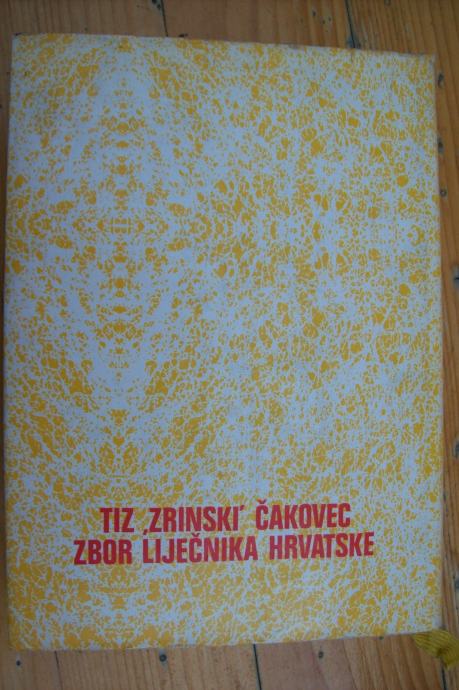 TIZ ‚ZRINSKI' ČAKOVEC
ZBOR LIJEČNIKA HRVATSKE